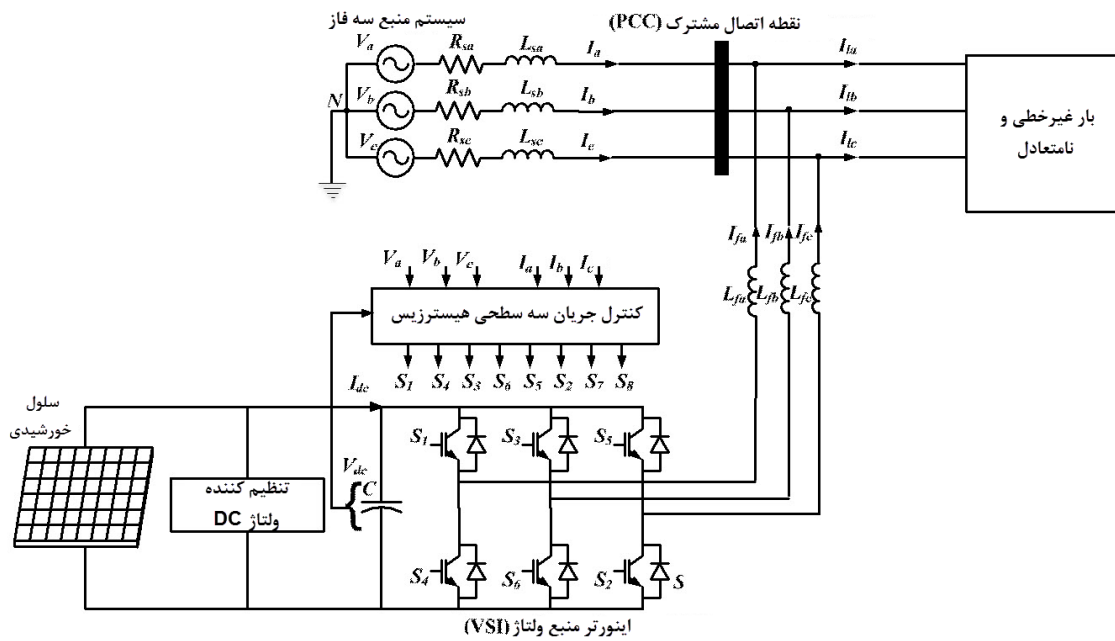 سیستم منبع سه فاز
نقطه اتصال مشترک (PCC)
Va Rsa Lsa Ia Ila
N Vb Rsb Lsb Ib Ilb
Vc Rsc Lsc Ic Ilc
بار غیرخطی و
نامتعادل
Ifa Ifb Ifc
Lfa Lfb Lfc
Va Vb Vc Ia Ib Ic
کنترل جریان سه سطحی هیسترزیس
S1 S4 S3 S6 S5 S2 S7 S8
Idc
سلول
خورشیدی
تنظیم کننده
ولتاژ DC
Vdc
C
S1 S3 S5
S4 S6 S2 S
اینورتر منبع ولتاژ (VSI)